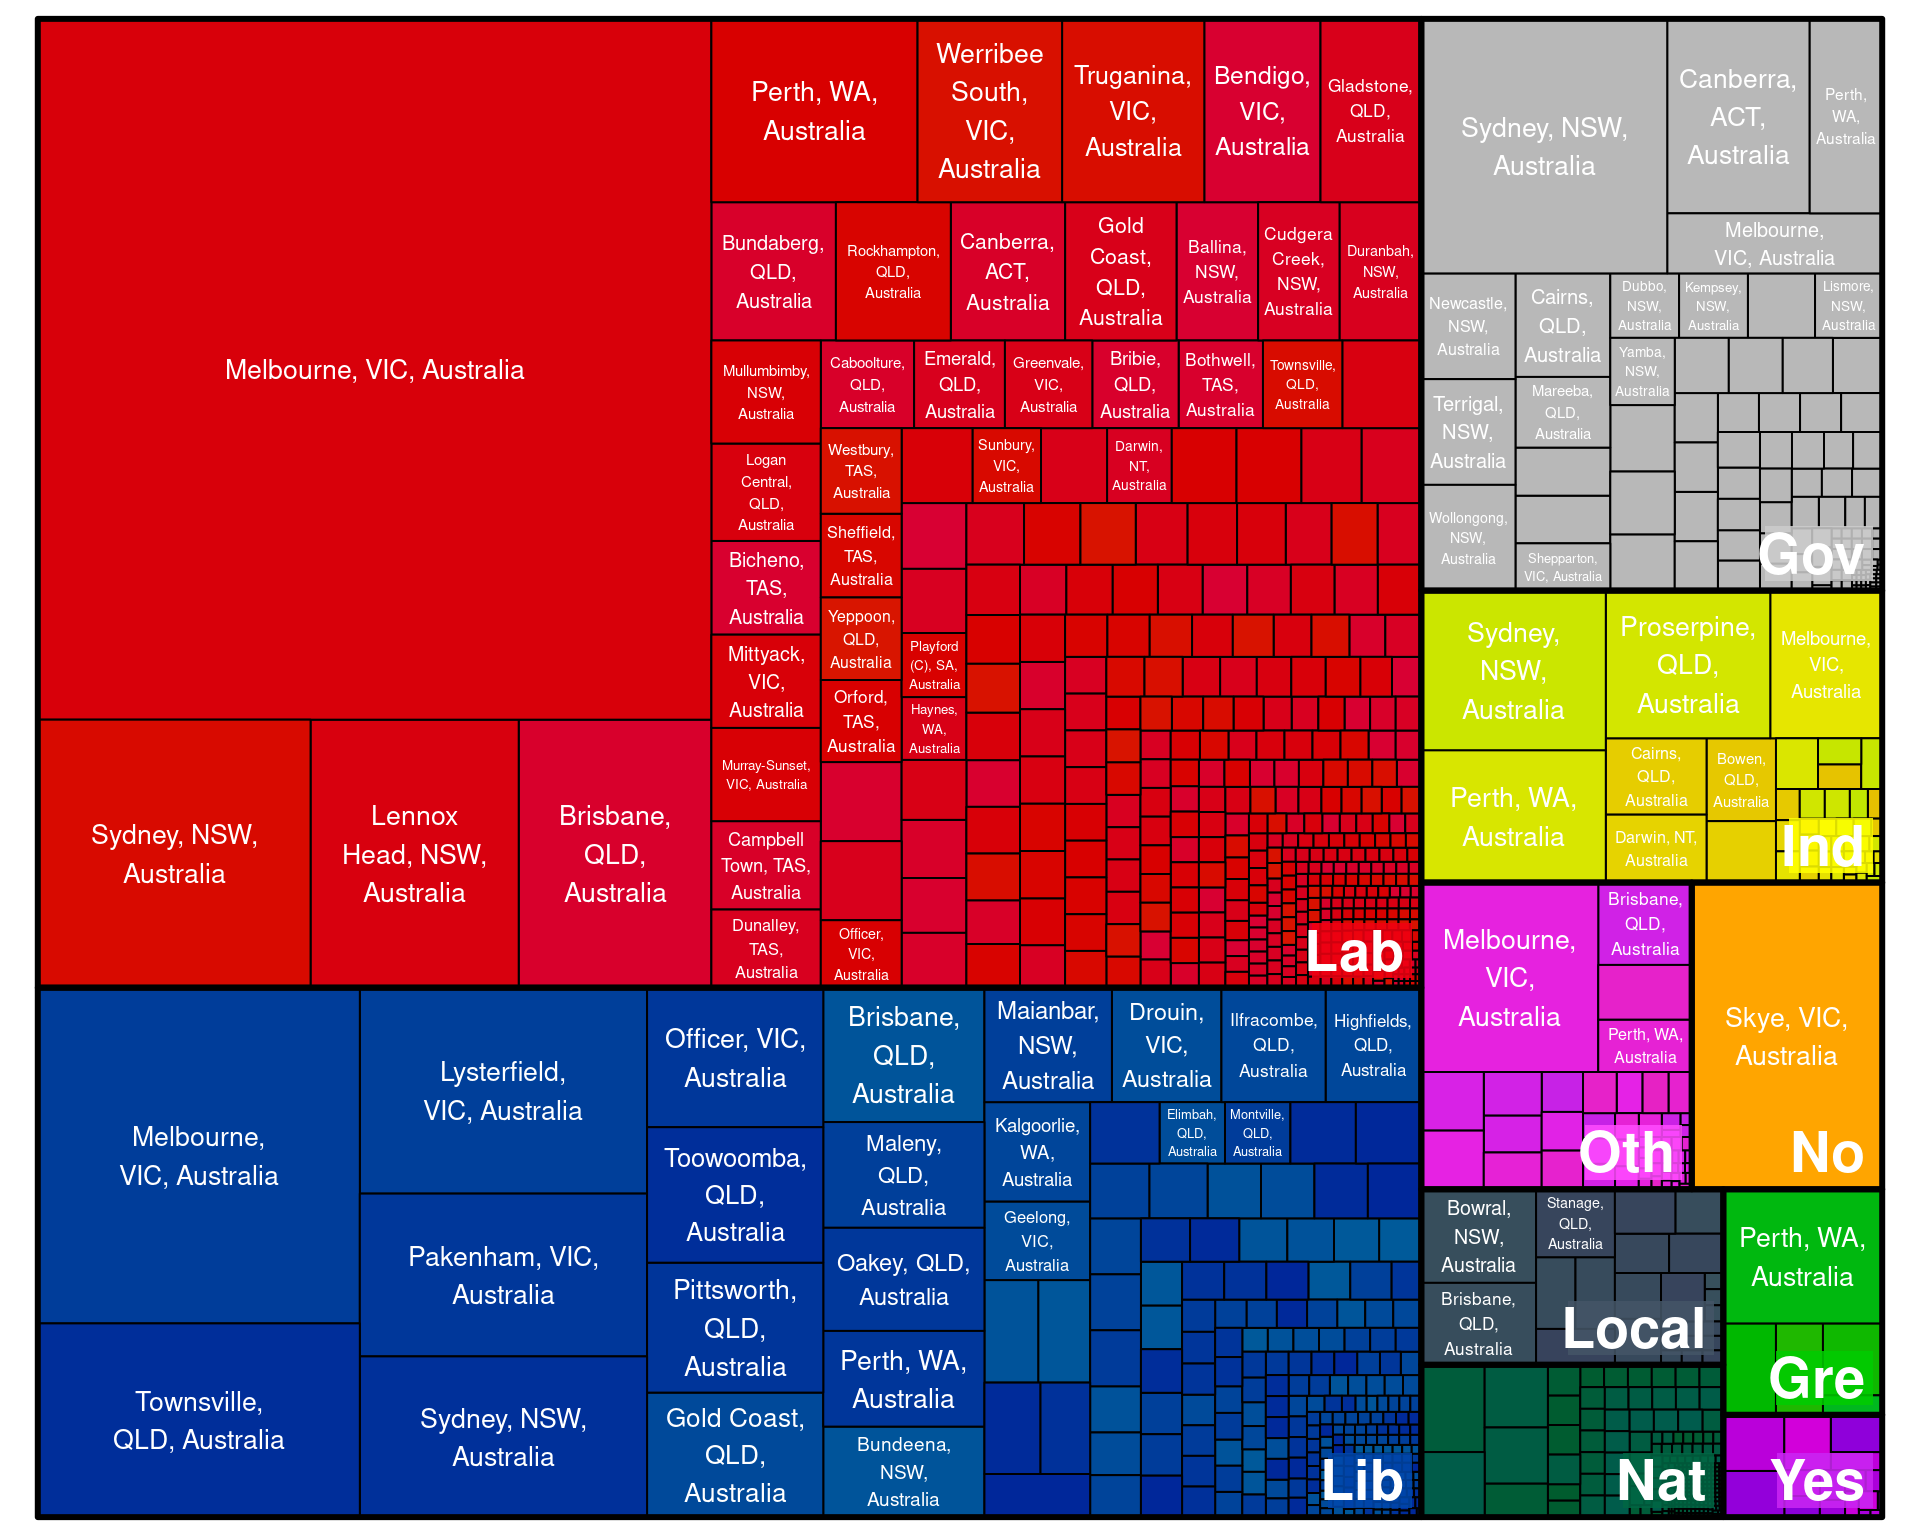 Melbourne, VIC, Australia
Sydney, NSW,
Australia
Lennox
Head, NSW,
Australia
Brisbane,
QLD,
Australia
Perth, WA,
Australia
Werribee
South,
VIC,
Australia
Truganina,
VIC,
Australia
Bendigo,
VIC,
Australia
Gladstone,
QLD,
Australia
Bundaberg,
QLD,
Australia
Rockhampton,
QLD,
Australia
Canberra,
ACT,
Australia
Gold
Coast,
QLD,
Australia
Ballina,
NSW,
Australia
Cudgera
Creek,
NSW,
Australia
Duranbah,
NSW,
Australia
Mullumbimby,
NSW,
Australia
Logan
Central,
QLD,
Australia
Bicheno,
TAS,
Australia
Mittyack,
VIC,
Australia
Murray-Sunset,
VIC, Australia
Campbell
Town, TAS,
Australia
Dunalley,
TAS,
Australia
Caboolture,
QLD,
Australia
Emerald,
QLD,
Australia
Greenvale,
VIC,
Australia
Bribie,
QLD,
Australia
Bothwell,
TAS,
Australia
Townsville,
QLD,
Australia
Westbury,
TAS,
Australia
Sheffield,
TAS,
Australia
Yeppoon,
QLD,
Australia
Orford,
TAS,
Australia
Officer,
VIC,
Australia
Sunbury,
VIC,
Australia
Darwin,
NT,
Australia
Playford
(C), SA,
Australia
Haynes,
WA,
Australia
Lab
Melbourne,
VIC, Australia
Townsville,
QLD, Australia
Lysterfield,
VIC, Australia
Pakenham, VIC,
Australia
Sydney, NSW,
Australia
Officer, VIC,
Australia
Toowoomba,
QLD,
Australia
Pittsworth,
QLD,
Australia
Gold Coast,
QLD,
Australia
Brisbane,
QLD,
Australia
Maleny,
QLD,
Australia
Oakey, QLD,
Australia
Perth, WA,
Australia
Bundeena,
NSW,
Australia
Maianbar,
NSW,
Australia
Drouin,
VIC,
Australia
Ilfracombe,
QLD,
Australia
Highfields,
QLD,
Australia
Kalgoorlie,
WA,
Australia
Geelong,
VIC,
Australia
Elimbah,
QLD,
Australia
Montville,
QLD,
Australia
Lib
Sydney, NSW,
Australia
Canberra,
ACT,
Australia
Perth,
WA,
Australia
Melbourne,
VIC, Australia
Newcastle,
NSW,
Australia
Terrigal,
NSW,
Australia
Wollongong,
NSW,
Australia
Cairns,
QLD,
Australia
Mareeba,
QLD,
Australia
Shepparton,
VIC, Australia
Dubbo,
NSW,
Australia
Kempsey,
NSW,
Australia
Lismore,
NSW,
Australia
Yamba,
NSW,
Australia
Gov
Sydney,
NSW,
Australia
Perth, WA,
Australia
Proserpine,
QLD,
Australia
Melbourne,
VIC,
Australia
Cairns,
QLD,
Australia
Darwin, NT,
Australia
Bowen,
QLD,
Australia
Ind
Melbourne,
VIC,
Australia
Brisbane,
QLD,
Australia
Perth, WA,
Australia
Oth
Skye, VIC,
Australia
No
Bowral,
NSW,
Australia
Brisbane,
QLD,
Australia
Stanage,
QLD,
Australia
Local
Perth, WA,
Australia
Gre
Nat
Yes